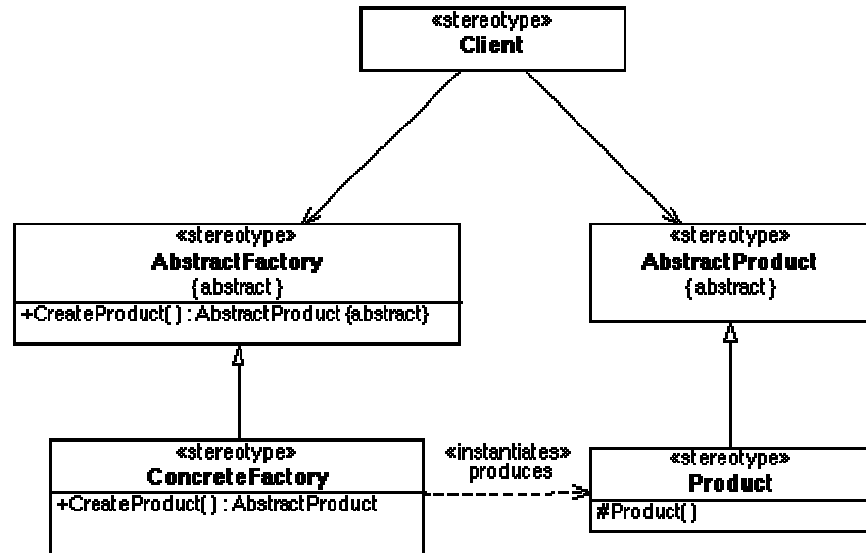 «stereotype»
Client
«stereotype»
AbstractFactory
{abstract}
+CreateProduct( ) : AbstractProduct {abstract}
«stereotype»
AbstractProduct
{abstract}
«stereotype»
ConcreteFactory
+CreateProduct( ) : AbstractProduct
«instantiates»
produces
«stereotype»
Product
#Product( )